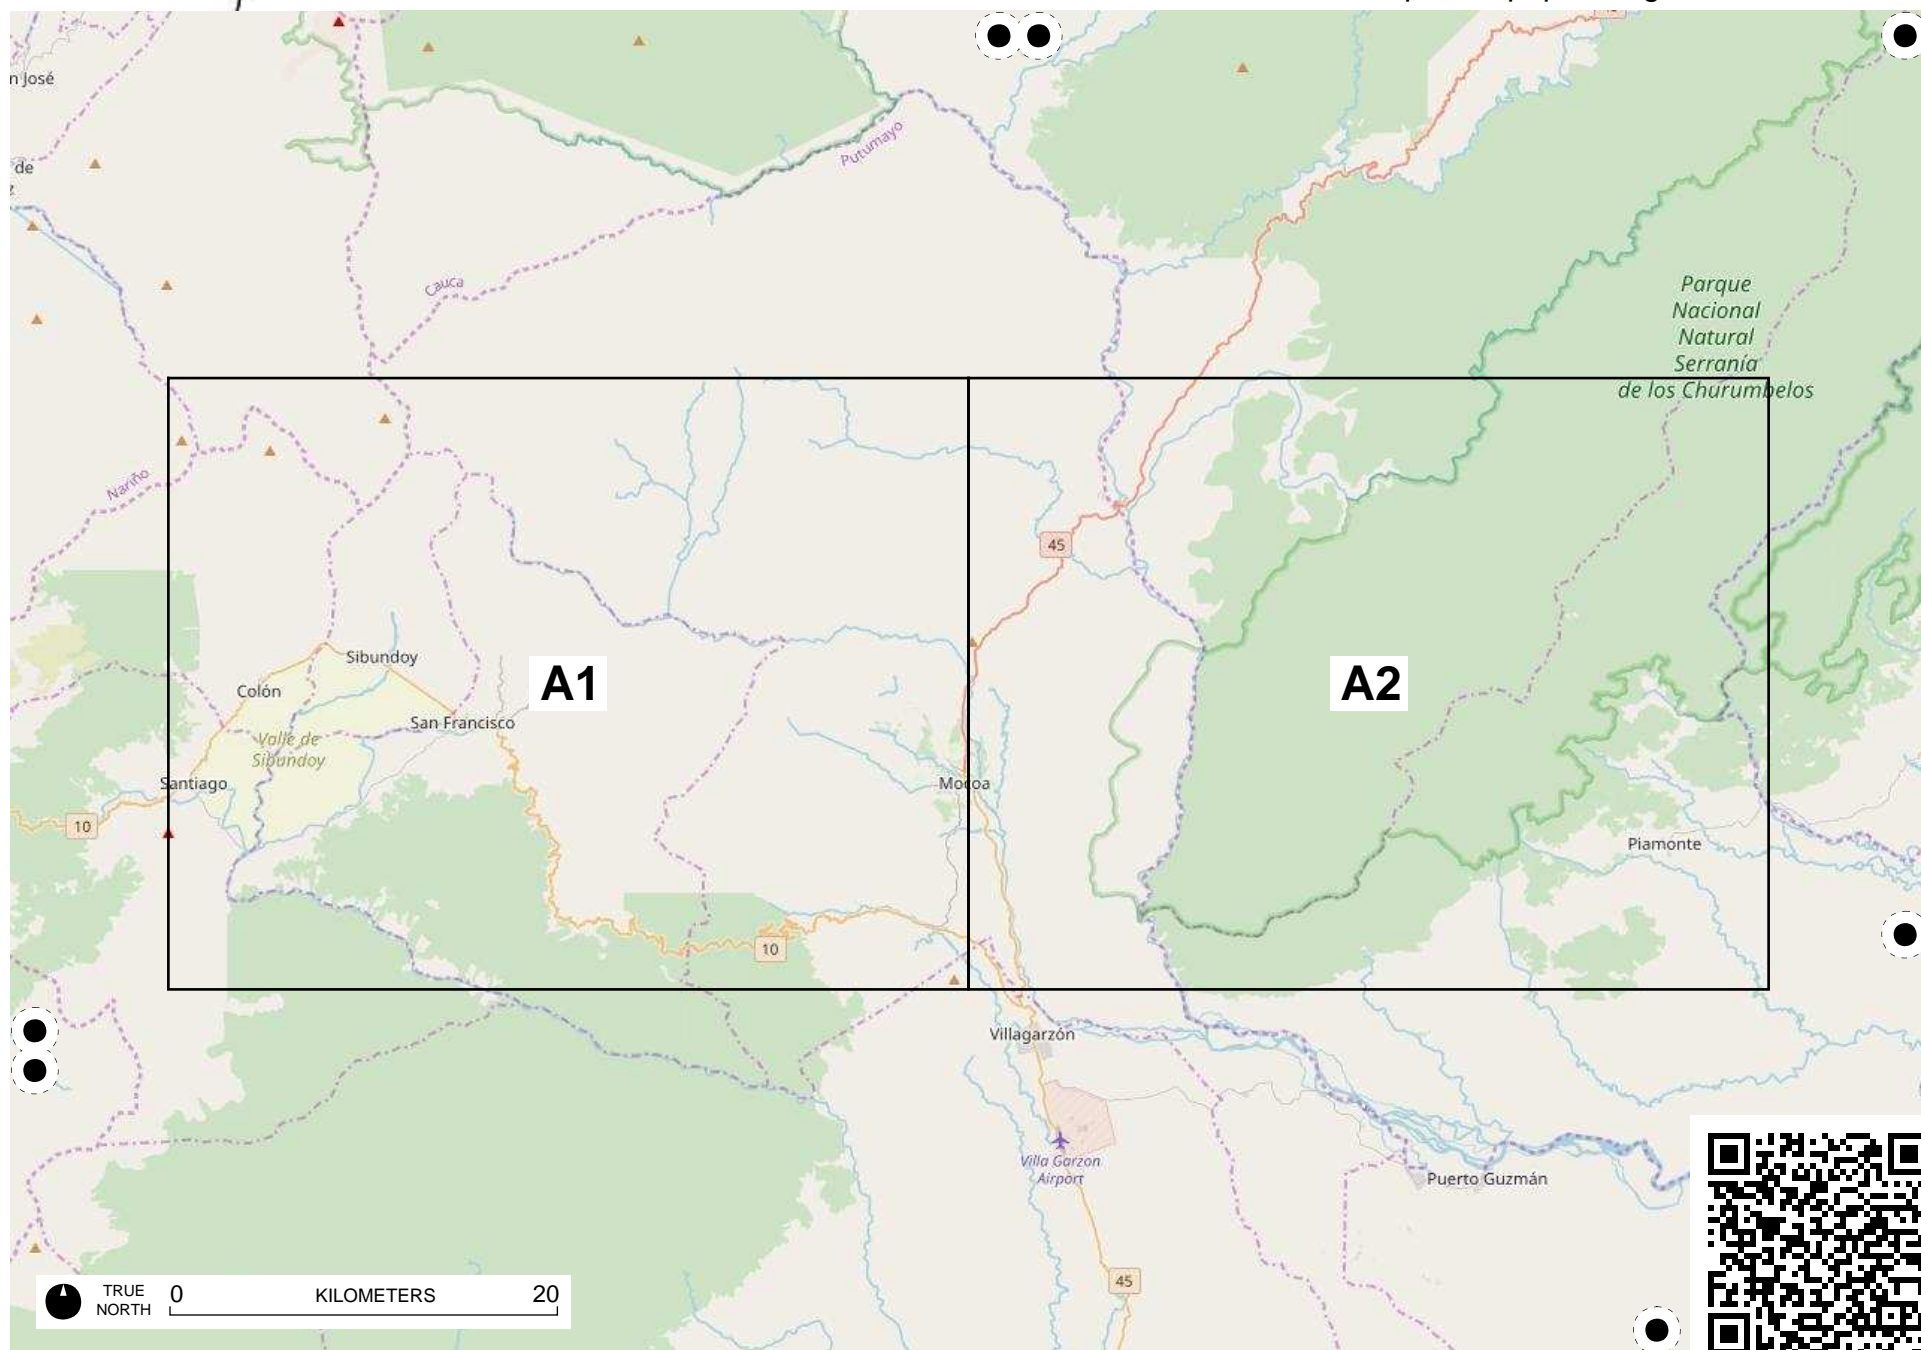 n José
de
Putumayo
Cauca
Nariño
Parque
Nacional
Natural
Serranía
de los Churumbelos
45
Sibundoy
Colón
San Francisco
A1
A2
Valle de
Sibundoy
Santiago
Mocoa
10
Piamonte
10
Villagarzón
Villa Garzon
Airport
Puerto Guzmán
45
TRUE
NORTH
0 KILOMETERS 20